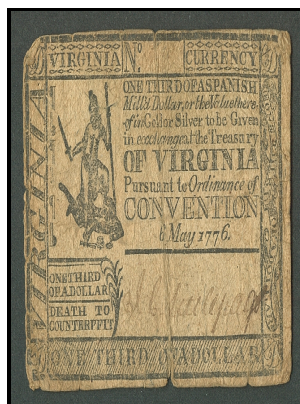 VIRGINIA No. CURRENCY
ONE THIRD OF A SPANISH
Mill'd Dollar, or the Value there-
of in Gold or Silver to be Given
in exchange at the Treasury
OF VIRGINIA
Pursuant to Ordinance of
CONVENTION
6 May 1776.
VIRGINIA
ONE THIRD
OF A DOLLAR
DEATH TO
COUNTERFEIT
ONE THIRD OF A DOLLAR